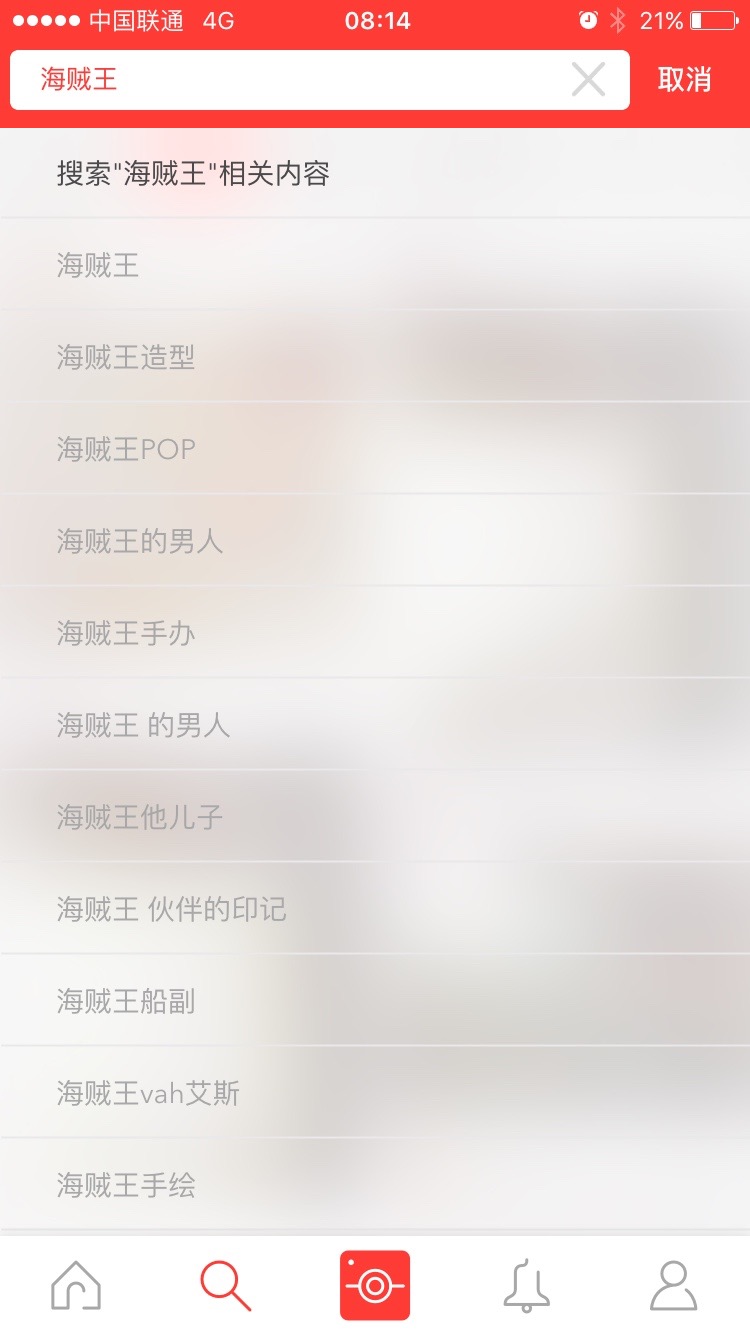 中国联通 4G 08:14 21%
海贼王 取消
搜索"海贼王"相关内容
海贼王
海贼王造型
海贼王POP
海贼王的男人
海贼王手办
海贼王 的男人
海贼王他儿子
海贼王 伙伴的印记
海贼王船副
海贼王vah艾斯
海贼王手绘